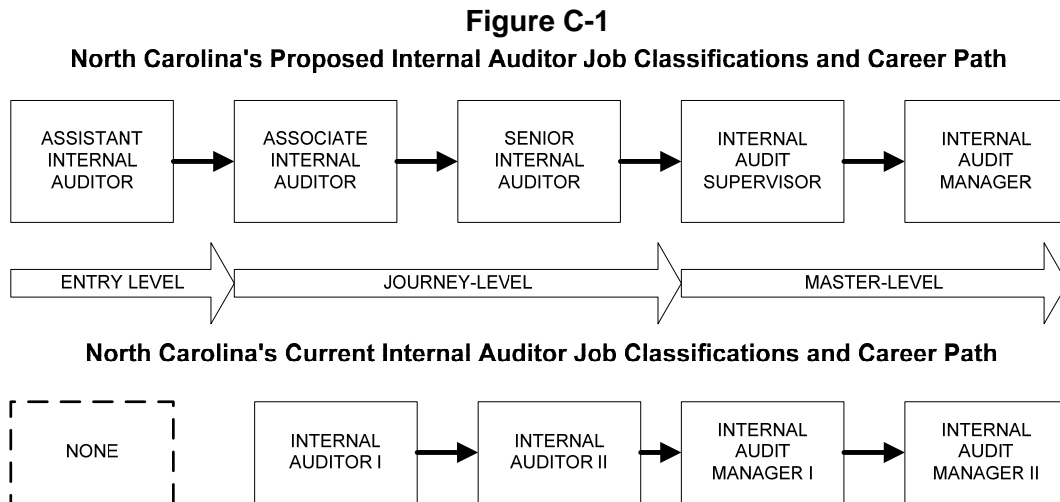 Figure C-1
North Carolina's Proposed Internal Auditor Job Classifications and Career Path
ASSISTANT
INTERNAL
AUDITOR
ASSOCIATE
INTERNAL
AUDITOR
SENIOR
INTERNAL
AUDITOR
INTERNAL
AUDIT
SUPERVISOR
INTERNAL
AUDIT
MANAGER
ENTRY LEVEL
JOURNEY-LEVEL
MASTER-LEVEL
North Carolina's Current Internal Auditor Job Classifications and Career Path
NONE
INTERNAL
AUDITOR I
INTERNAL
AUDITOR II
INTERNAL
AUDIT
MANAGER I
INTERNAL
AUDIT
MANAGER II